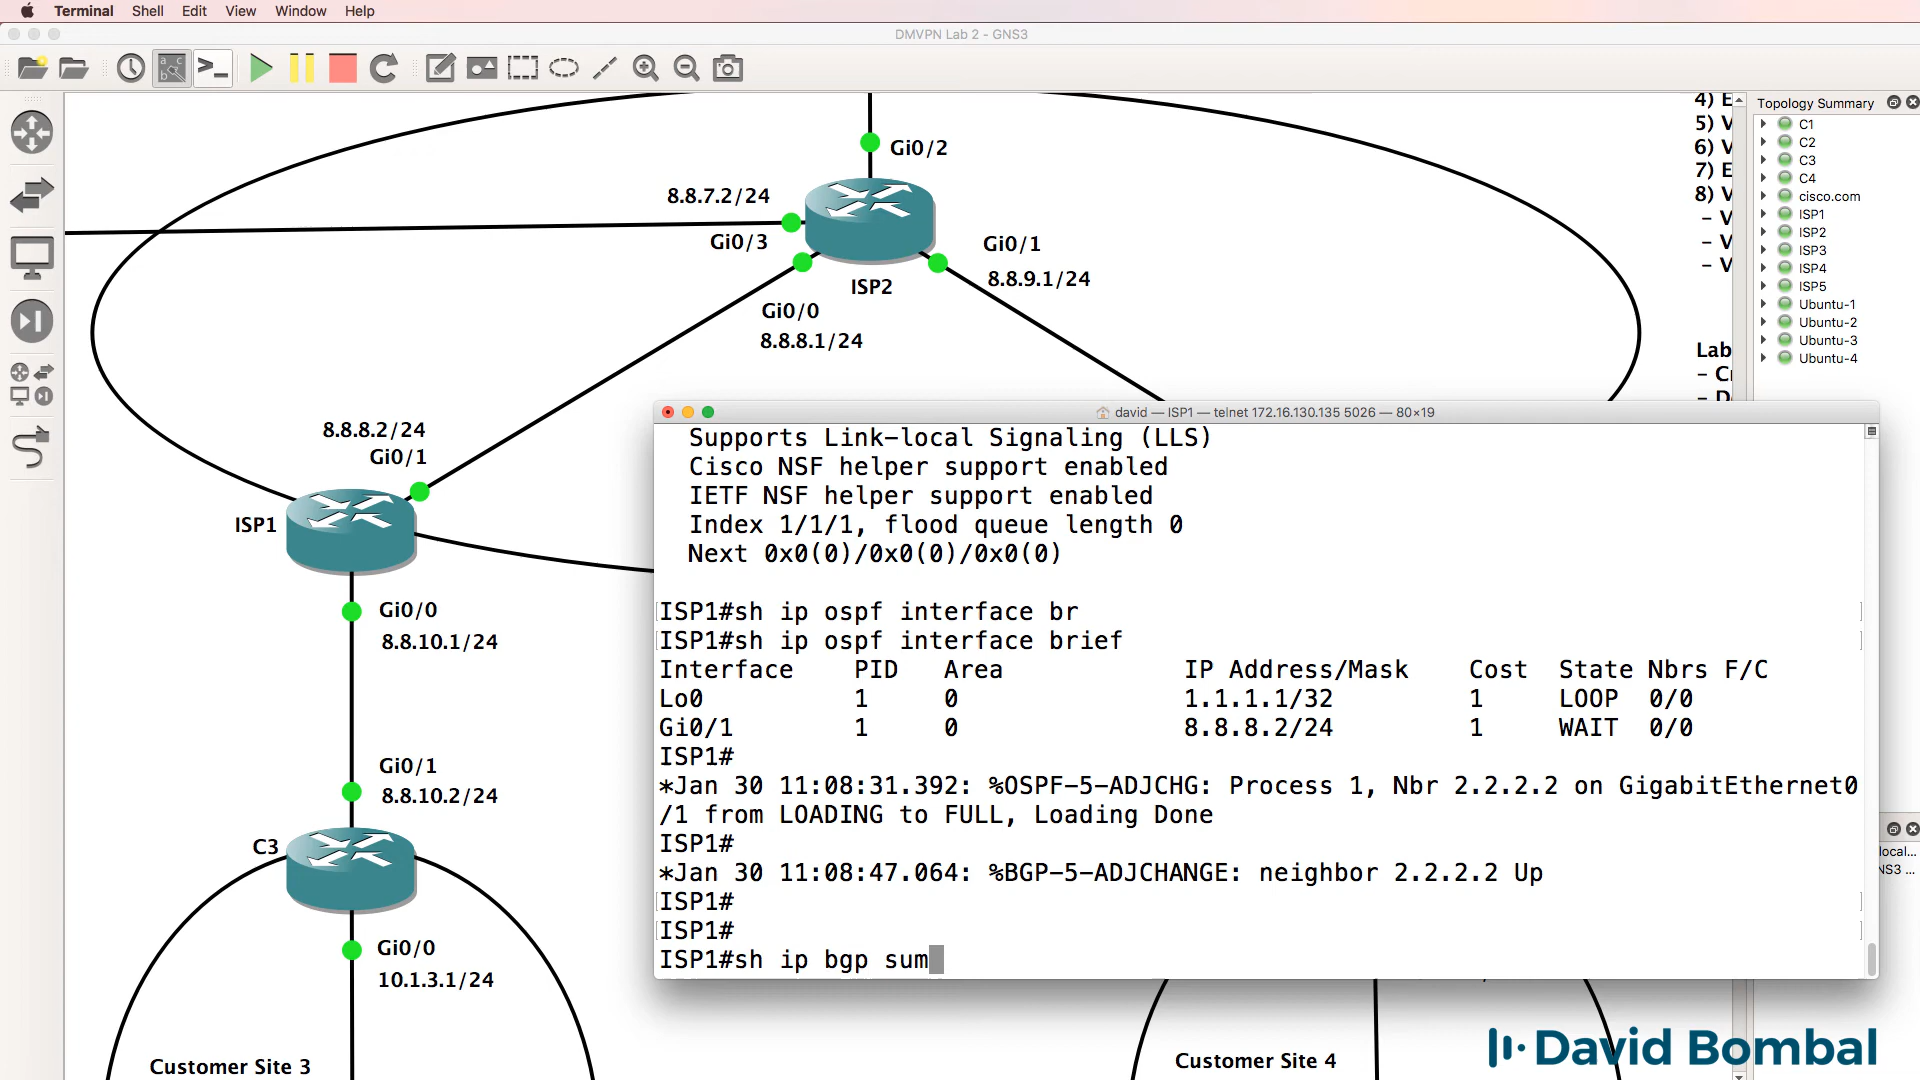 Terminal Shell Edit View Window Help
DMVPN Lab 2 - GNS3
Gi0/2
8.8.7.2/24
Gi0/3
Gi0/1
8.8.9.1/24
ISP2
Gi0/0
8.8.8.1/24
8.8.8.2/24
Gi0/1
ISP1
Gi0/0
8.8.10.1/24
Gi0/1
8.8.10.2/24
C3
Gi0/0
10.1.3.1/24
Customer Site 3
Customer Site 4
4) E
5) V
6) V
7) E
8) V
- V
- V
- V
Lab
Topology Summary
C1
C2
C3
C4
cisco.com
ISP1
ISP2
ISP3
ISP4
ISP5
Ubuntu-1
Ubuntu-2
Ubuntu-3
Ubuntu-4
david — ISP1 — telnet 172.16.130.135 5026 — 80×19
Supports Link-local Signaling (LLS)
Cisco NSF helper support enabled
IETF NSF helper support enabled
Index 1/1/1, flood queue length 0
Next 0x0(0)/0x0(0)/0x0(0)
ISP1#sh ip ospf interface br
ISP1#sh ip ospf interface brief
Interface PID Area IP Address/Mask Cost State Nbrs F/C
Lo0 1 0 1.1.1.1/32 1 LOOP 0/0
Gi0/1 1 0 8.8.8.2/24 1 WAIT 0/0
ISP1#
*Jan 30 11:08:31.392: %OSPF-5-ADJCHG: Process 1, Nbr 2.2.2.2 on GigabitEthernet0
/1 from LOADING to FULL, Loading Done
ISP1#
*Jan 30 11:08:47.064: %BGP-5-ADJCHANGE: neighbor 2.2.2.2 Up
ISP1#
ISP1#
ISP1#sh ip bgp sum
local...
NS3 ...
David Bombal